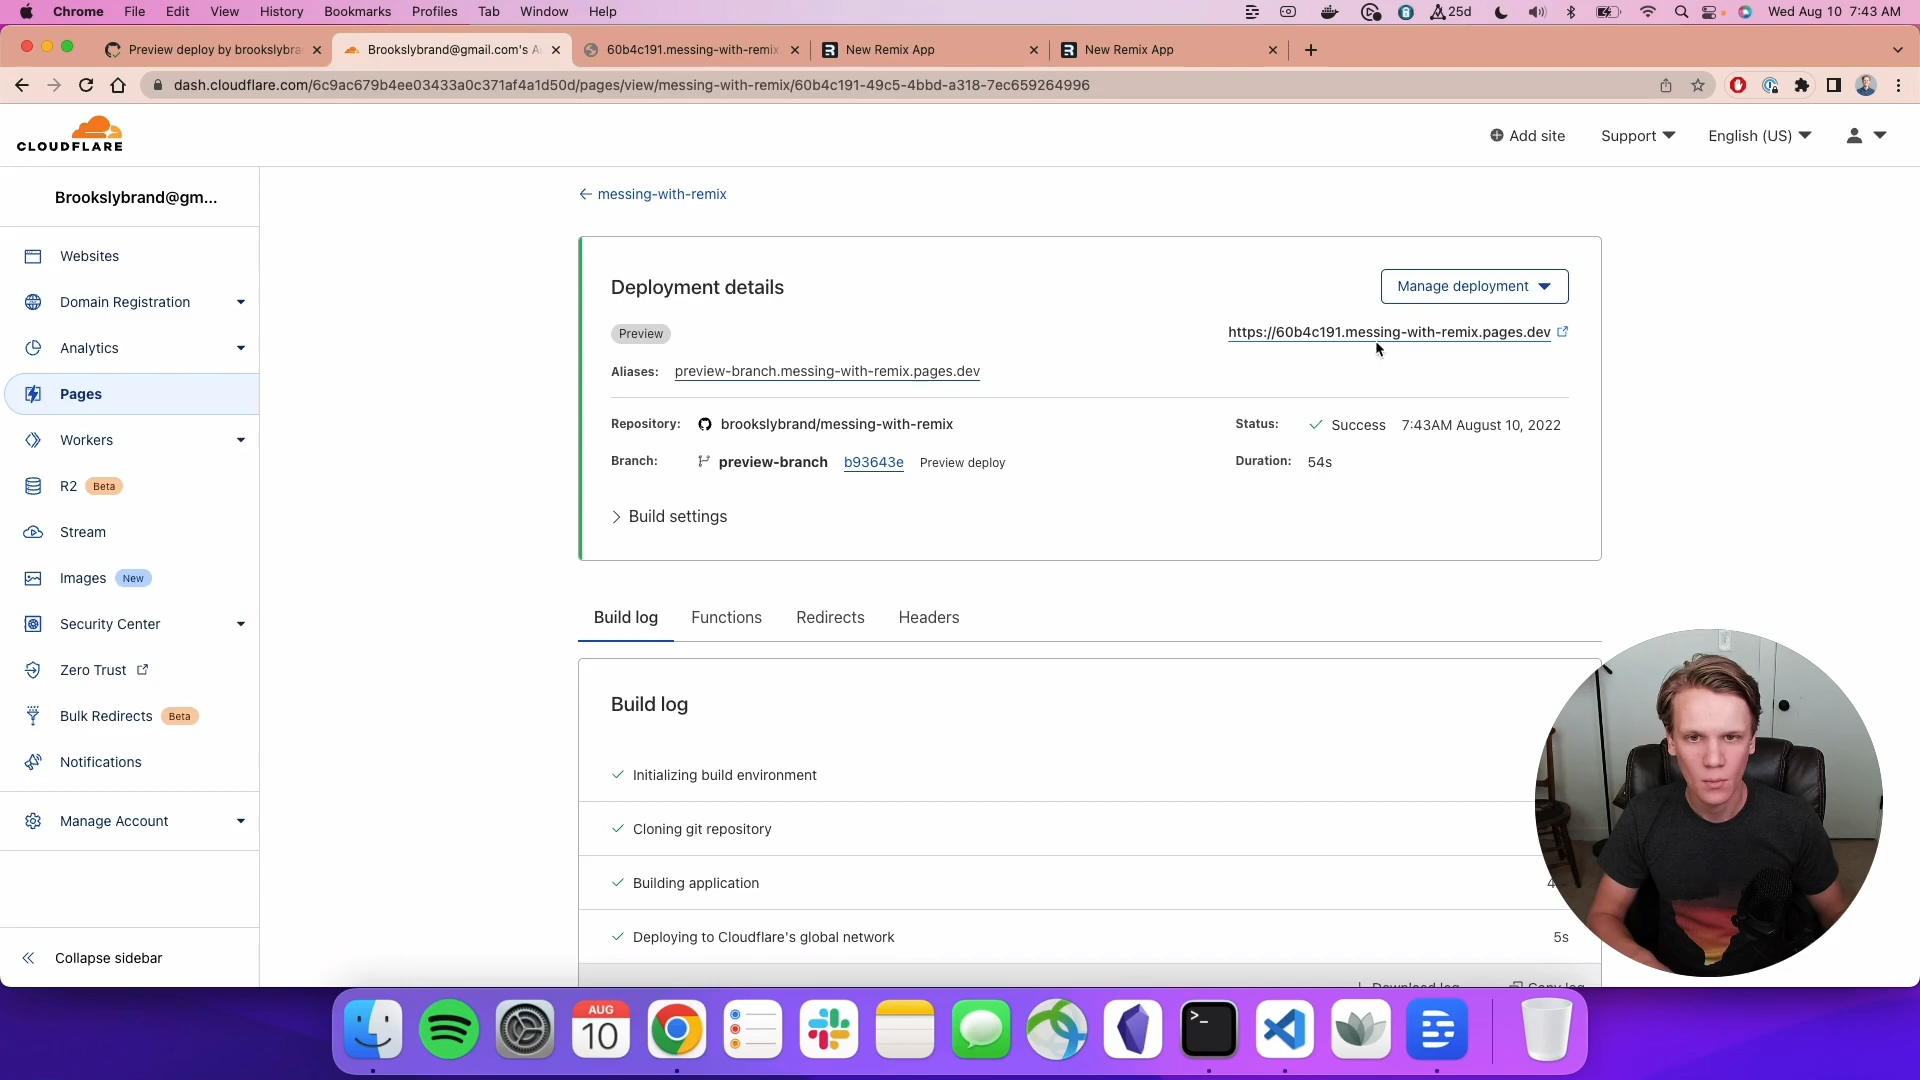 Chrome File Edit View History Bookmarks Profiles Tab Window Help 25d Wed Aug 10 7:43 AM
Preview deploy by brookslybra
Brookslybrand@gmail.com's A
60b4c191.messing-with-remix
New Remix App
New Remix App
dash.cloudflare.com/6c9ac679b4ee03433a0c371af4a1d50d/pages/view/messing-with-remix/60b4c191-49c5-4bbd-a318-7ec659264996
CLOUDFLARE
Add site
Support
English (US)
Brookslybrand@gm...
Websites
Domain Registration
Analytics
Pages
Workers
R2 Beta
Stream
Images New
Security Center
Zero Trust
Bulk Redirects Beta
Notifications
Manage Account
Collapse sidebar
← messing-with-remix
Deployment details
Manage deployment
Preview
https://60b4c191.messing-with-remix.pages.dev
Aliases: preview-branch.messing-with-remix.pages.dev
Repository: brookslybrand/messing-with-remix
Status: Success 7:43AM August 10, 2022
Branch: preview-branch b93643e Preview deploy
Duration: 54s
Build settings
Build log Functions Redirects Headers
Build log
Initializing build environment
Cloning git repository
Building application
Deploying to Cloudflare's global network 5s
Download log Copy log
AUG
10